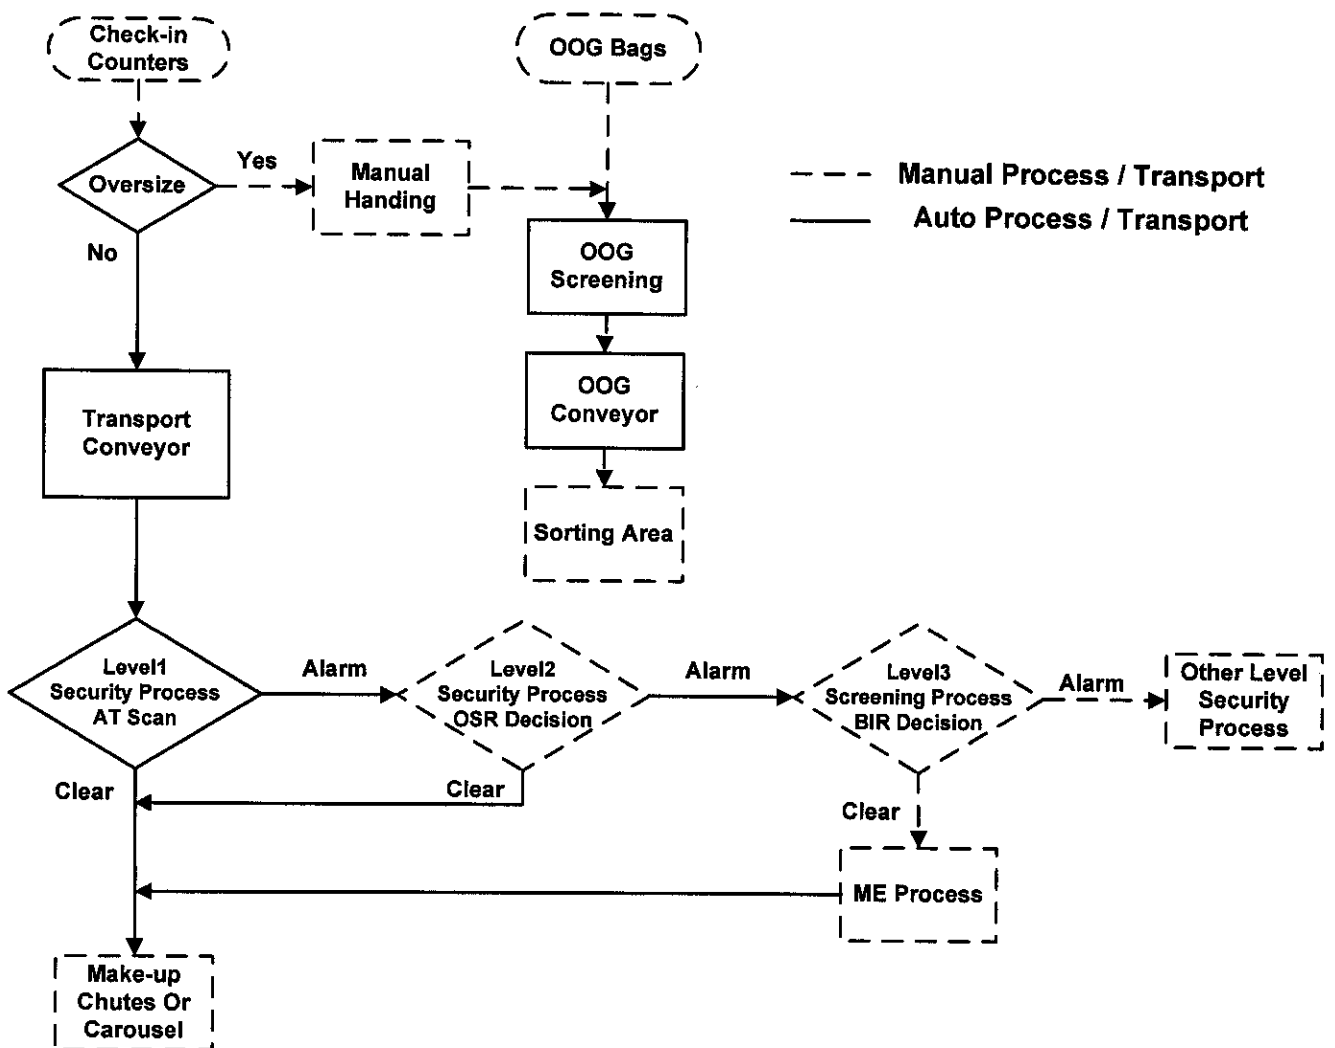 Check-in
Counters
OOG Bags
Oversize
Yes
Manual
Handing
No
Manual Process / Transport
Auto Process / Transport
OOG
Screening
OOG
Conveyor
Transport
Conveyor
Sorting Area
Level1
Security Process
AT Scan
Alarm
Level2
Security Process
OSR Decision
Alarm
Level3
Screening Process
BIR Decision
Alarm
Other Level
Security
Process
Clear
Clear
Clear
ME Process
Make-up
Chutes Or
Carousel